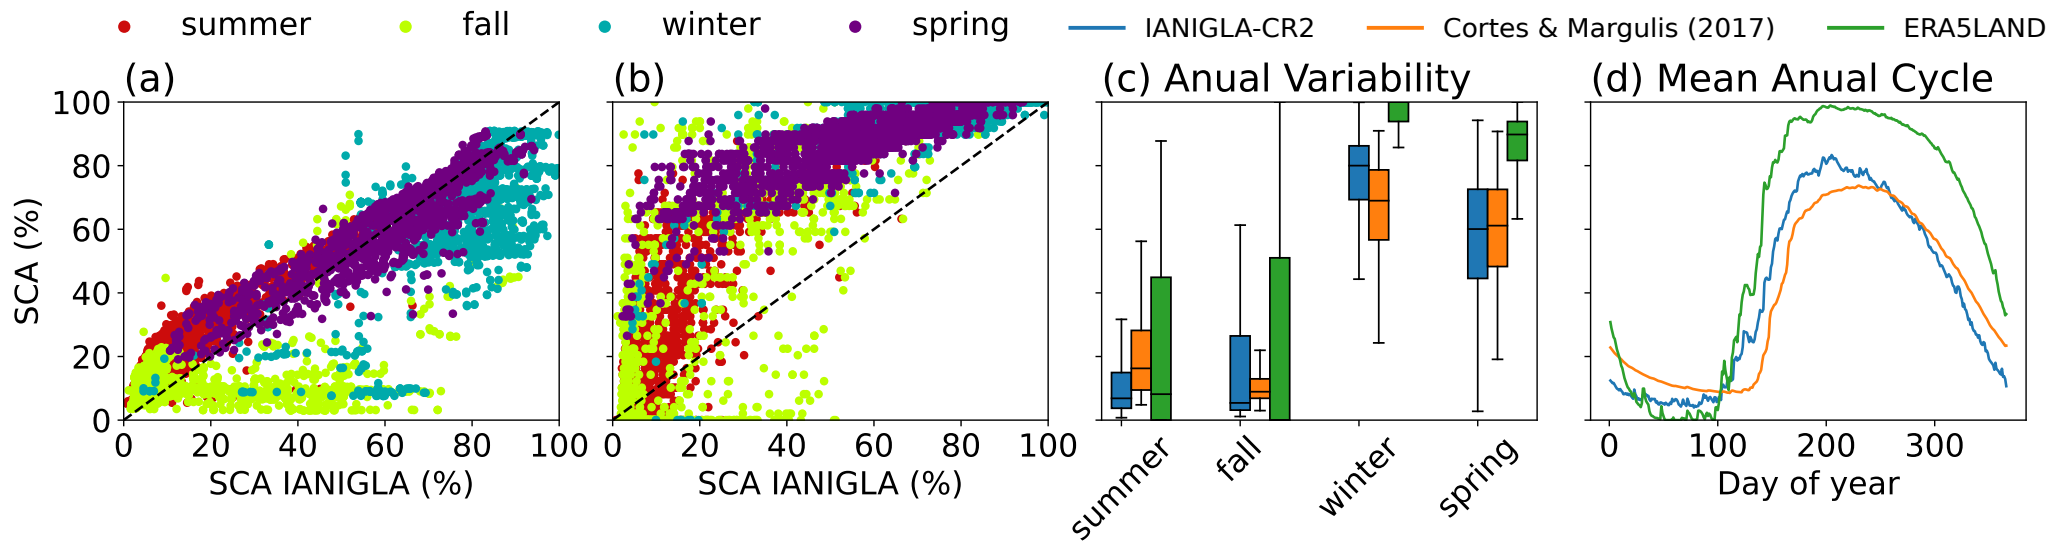 summer fall winter spring IANIGLA-CR2 Cortes & Margulis (2017) ERA5LAND
(a) (b) (c) Anual Variability (d) Mean Anual Cycle
100
80
60
40
20
0
SCA (%)
0 20 40 60 80 100 0 20 40 60 80 100 summer fall winter spring 0 100 200 300
SCA IANIGLA (%) SCA IANIGLA (%) Day of year